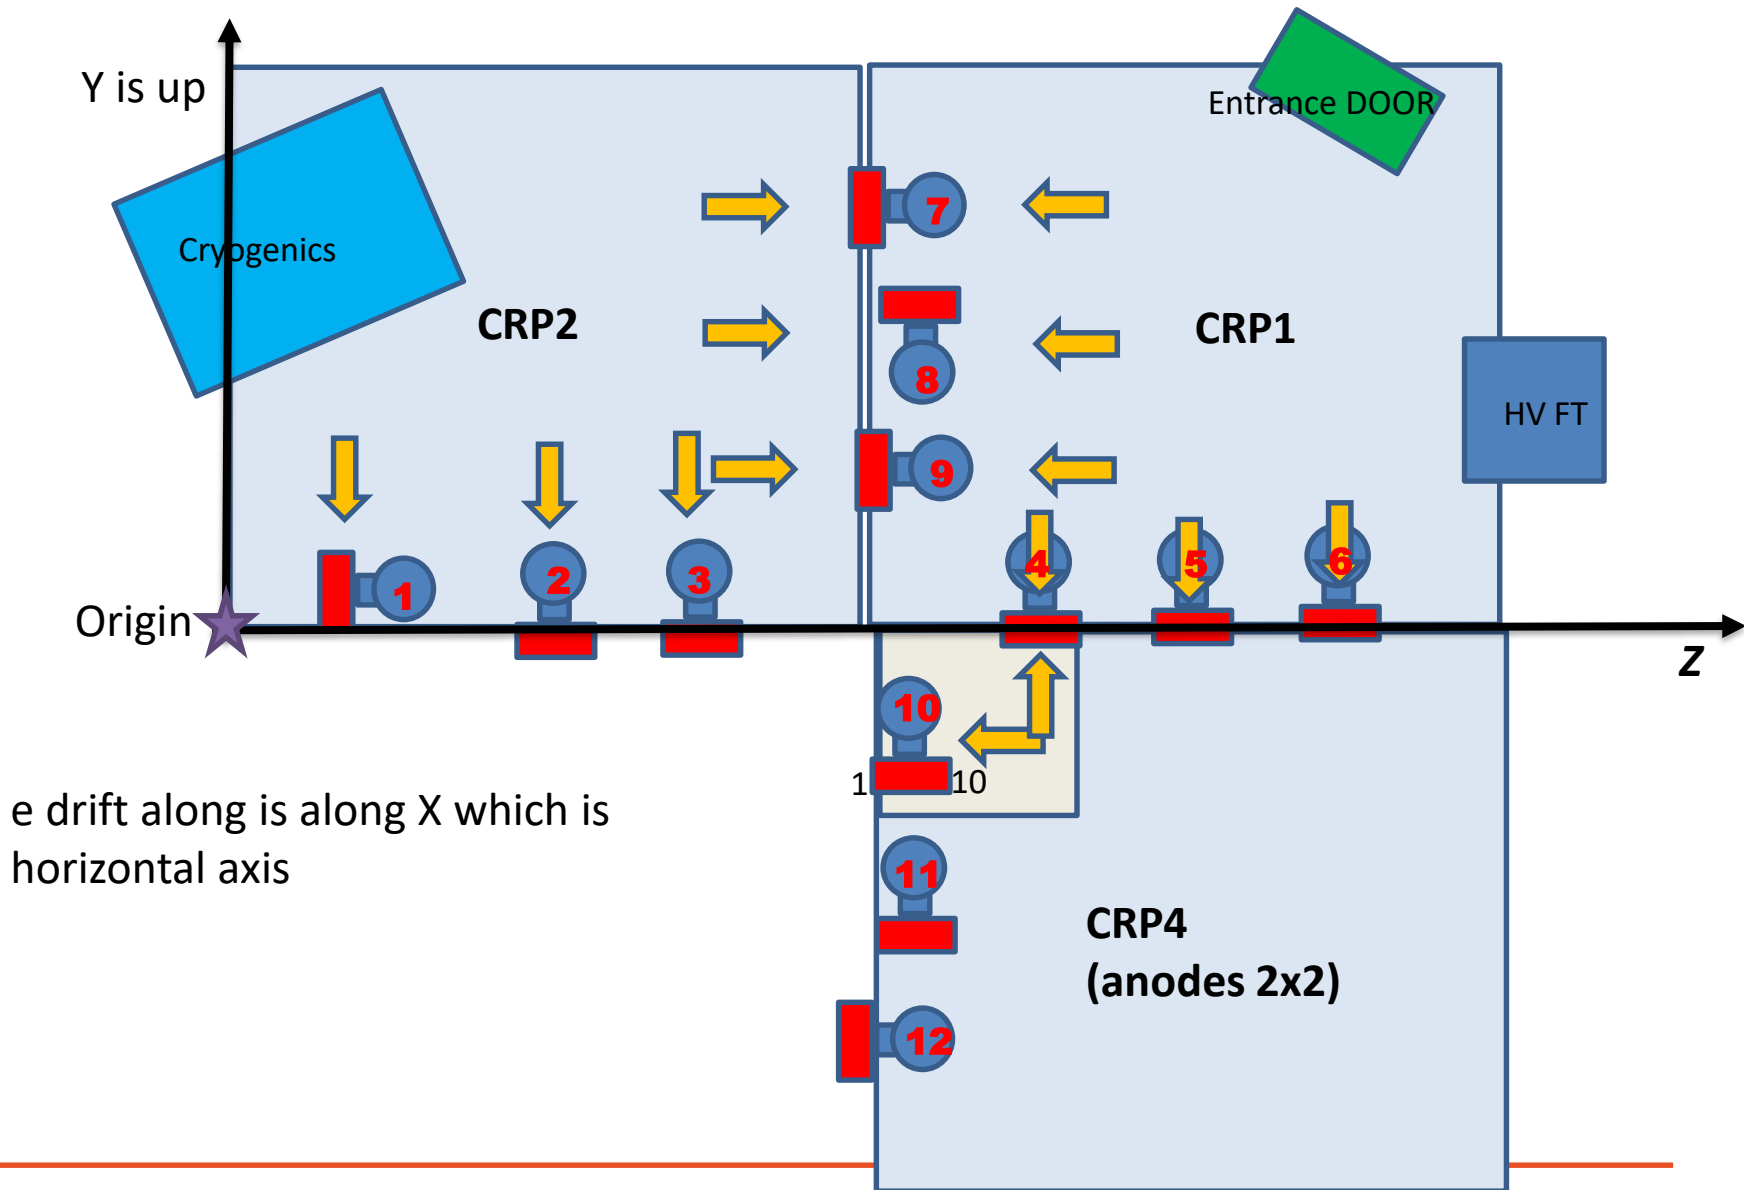 Y is up
Entrance DOOR
Cryogenics
7
CRP2
CRP1
8
HV FT
9
1
2
3
4
5
6
Origin
Z
10
1
10
e drift along is along X which is
horizontal axis
11
CRP4
(anodes 2x2)
12